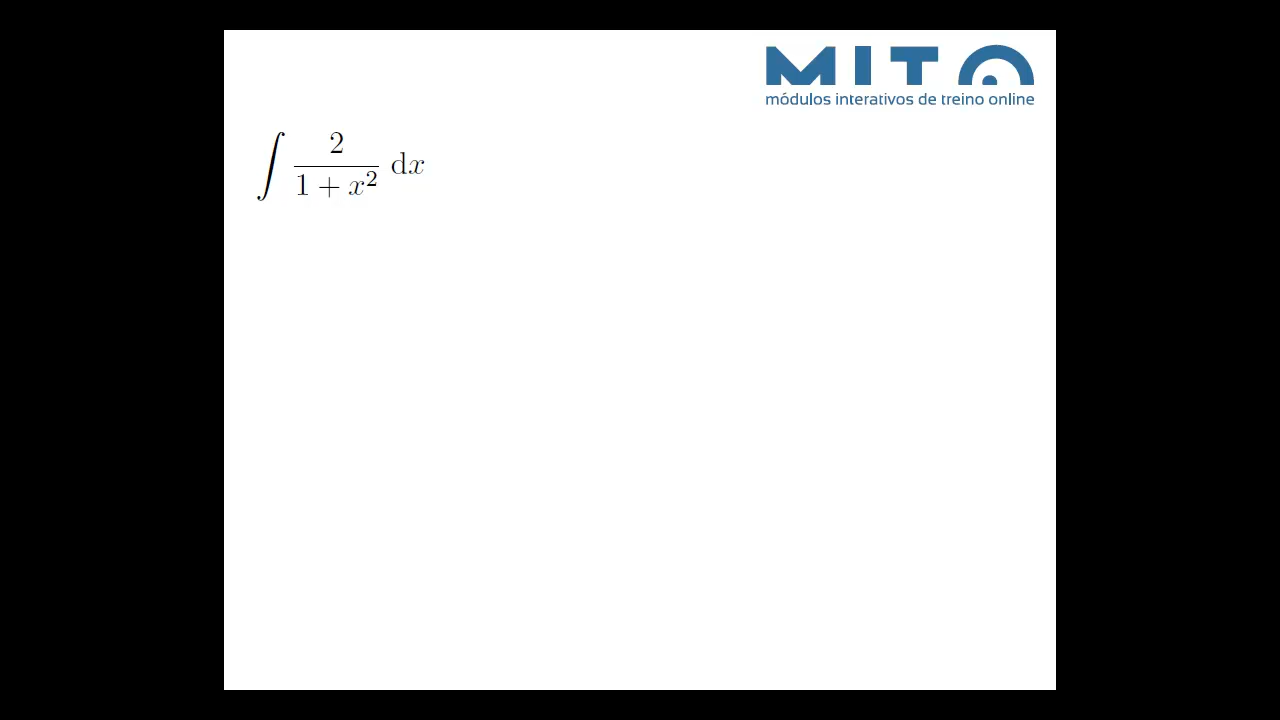 MITO
módulos interativos de treino online
∫ 2/(1 + x²) dx